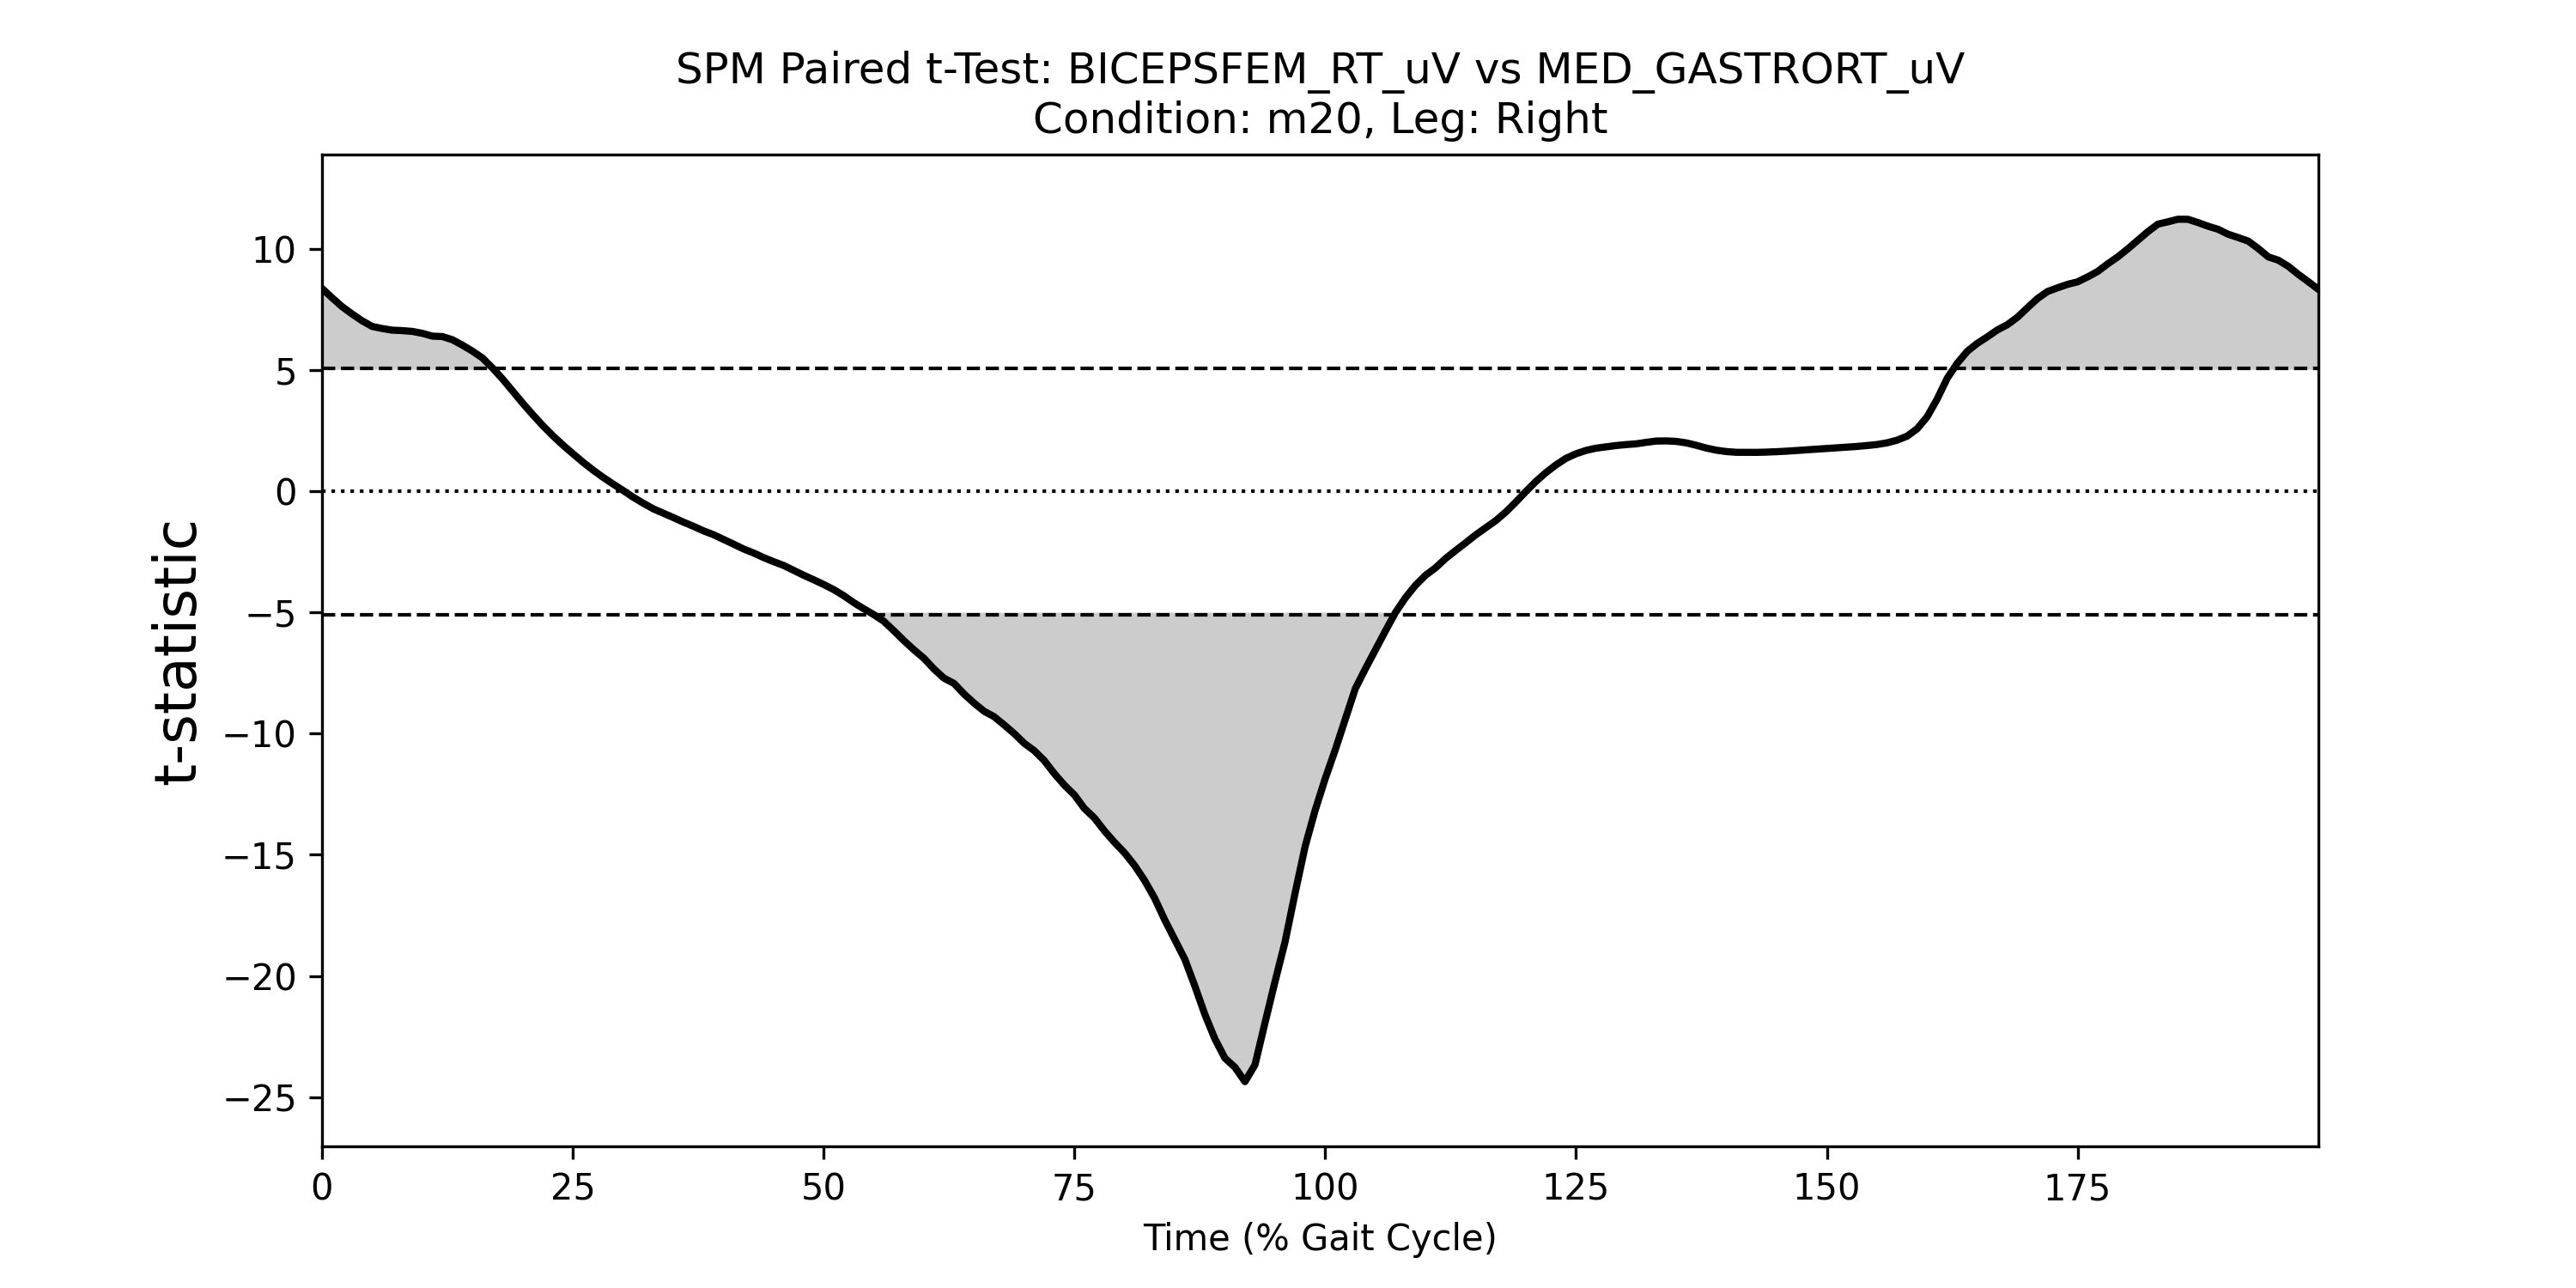 SPM Paired t-Test: BICEPSFEM_RT_uV vs MED_GASTRORT_uV
Condition: m20, Leg: Right
t-statistic
10
5
0
−5
−10
−15
−20
−25
0 25 50 75 100 125 150 175
Time (% Gait Cycle)